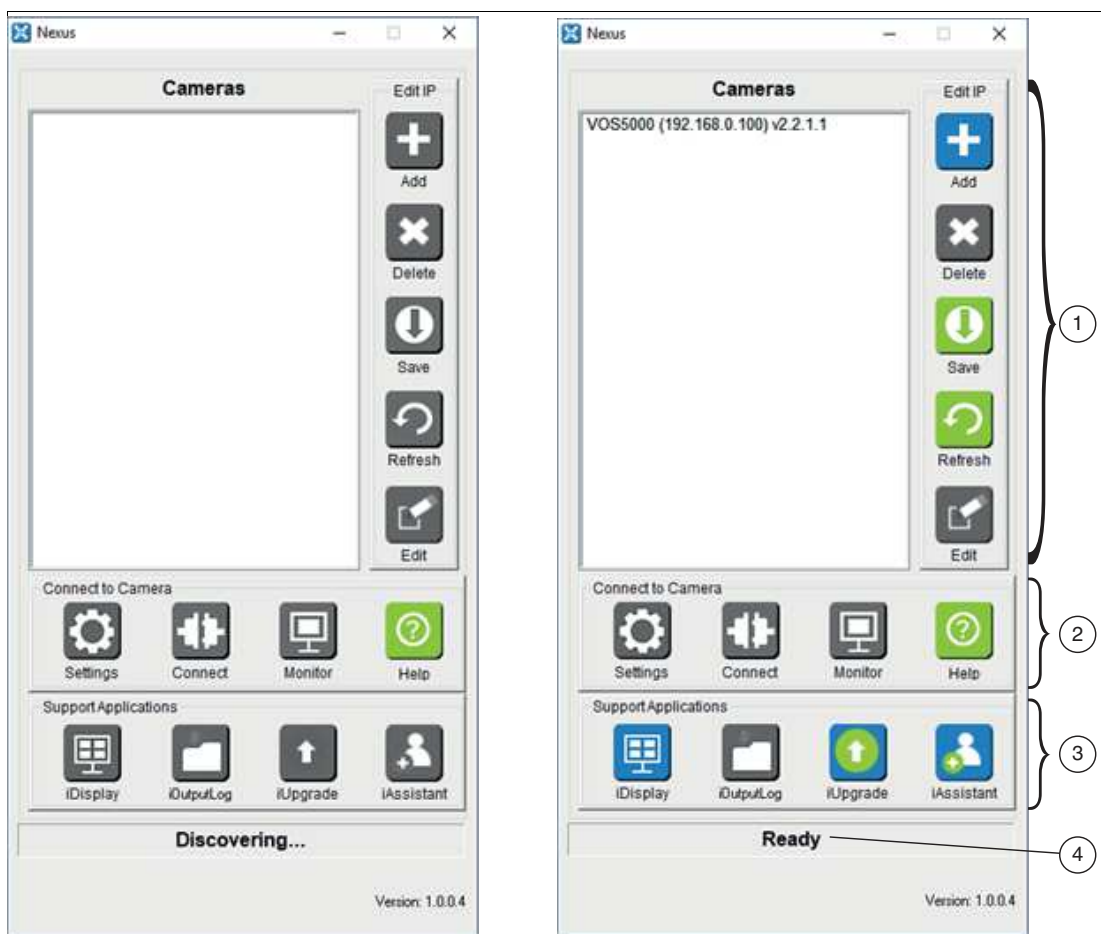 Nexus
Cameras
Edit IP
Add
Delete
Save
Refresh
Edit
Connect to Camera
Settings Connect Monitor Help
Support Applications
iDisplay iOutputLog iUpgrade iAssistant
Discovering...
Version: 1.0.0.4
Nexus
Cameras
Edit IP
VOS5000 (192.168.0.100) v2.2.1.1
Add
Delete
Save
Refresh
Edit
Connect to Camera
Settings Connect Monitor Help
Support Applications
iDisplay iOutputLog iUpgrade iAssistant
Ready
Version: 1.0.0.4
1
2
3
4